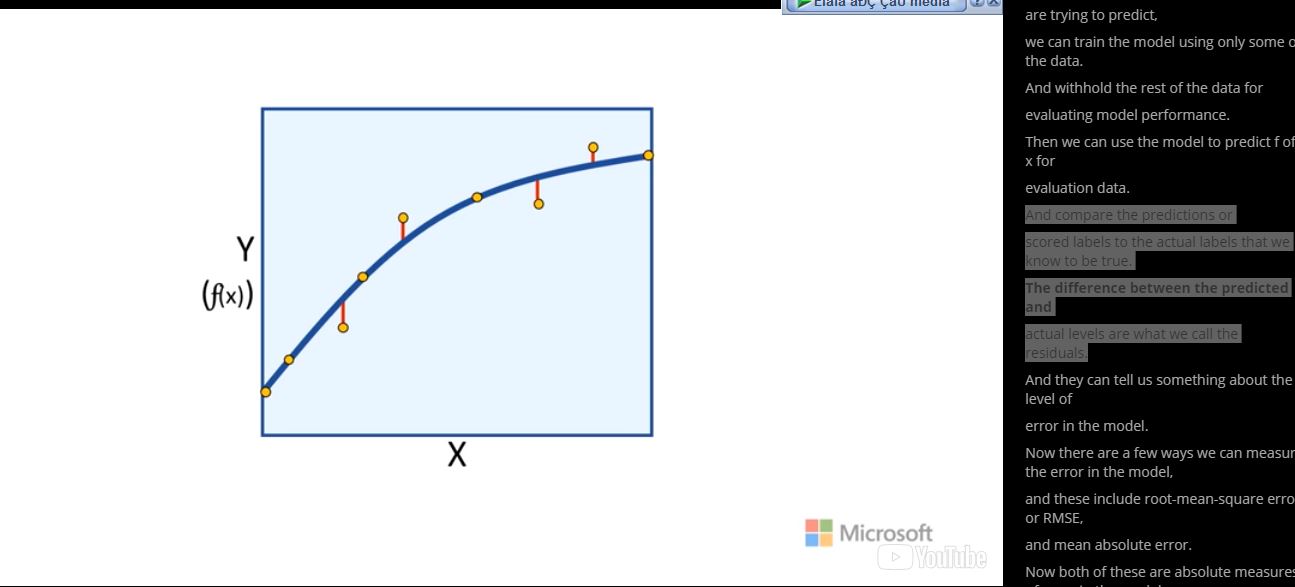 are trying to predict,
we can train the model using only some
the data.
And withhold the rest of the data for
evaluating model performance.
Then we can use the model to predict f of
x for
evaluation data.
And compare the predictions or
scored labels to the actual labels that we
know to be true.
The difference between the predicted
and
actual levels are what we call the
residuals.
And they can tell us something about the
level of
error in the model.
Now there are a few ways we can
the error in the model,
and these include root-mean-square
or RMSE,
and mean absolute error.
Now both of these are absolute measures
Y
(f(x))
X
Microsoft
YouTube